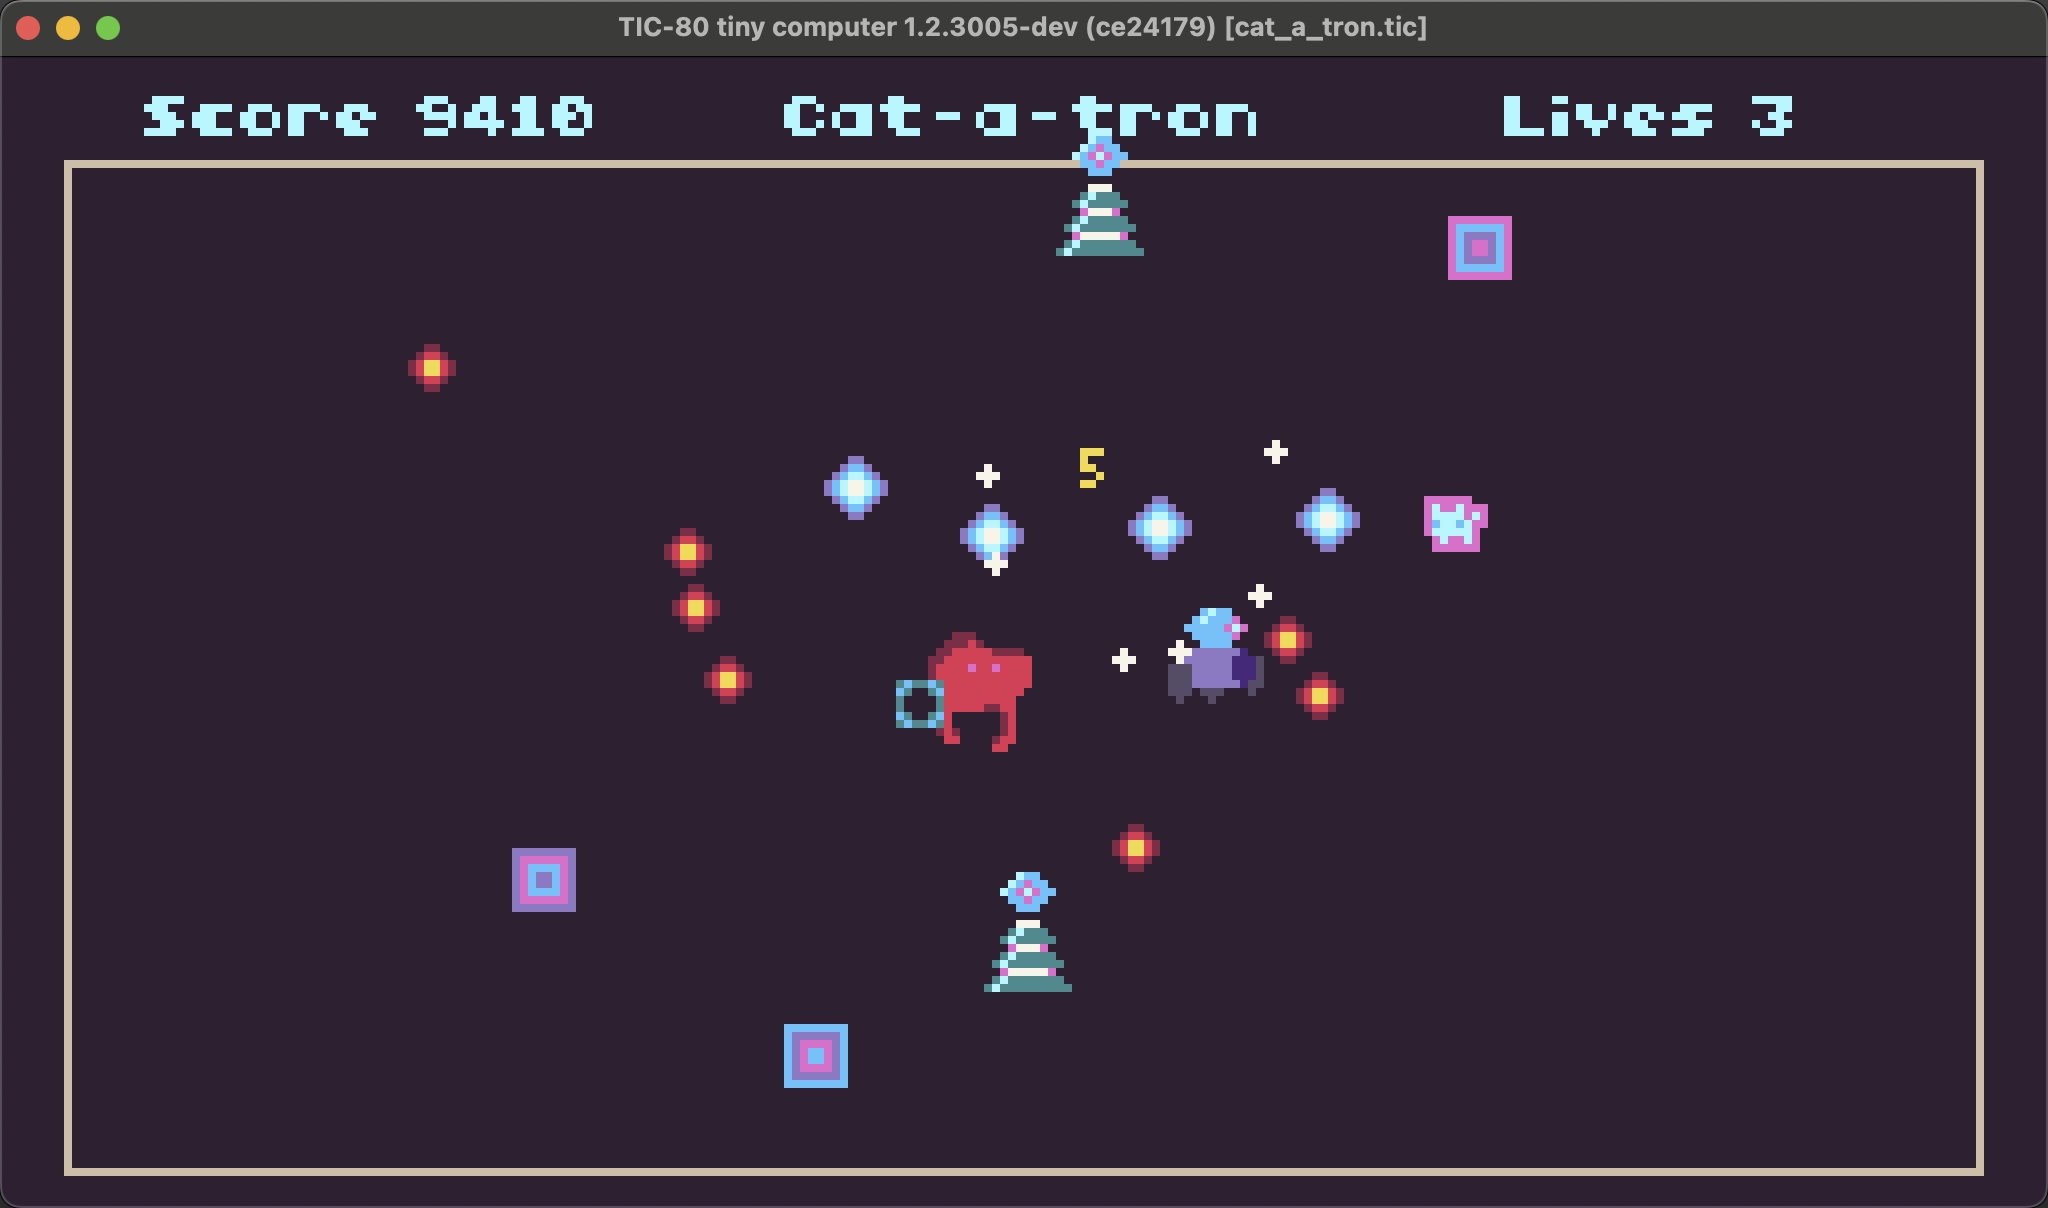 TIC-80 tiny computer 1.2.3005-dev (ce24179) [cat_a_tron.tic]
Score 9410 Cat-a-tron Lives 3
5